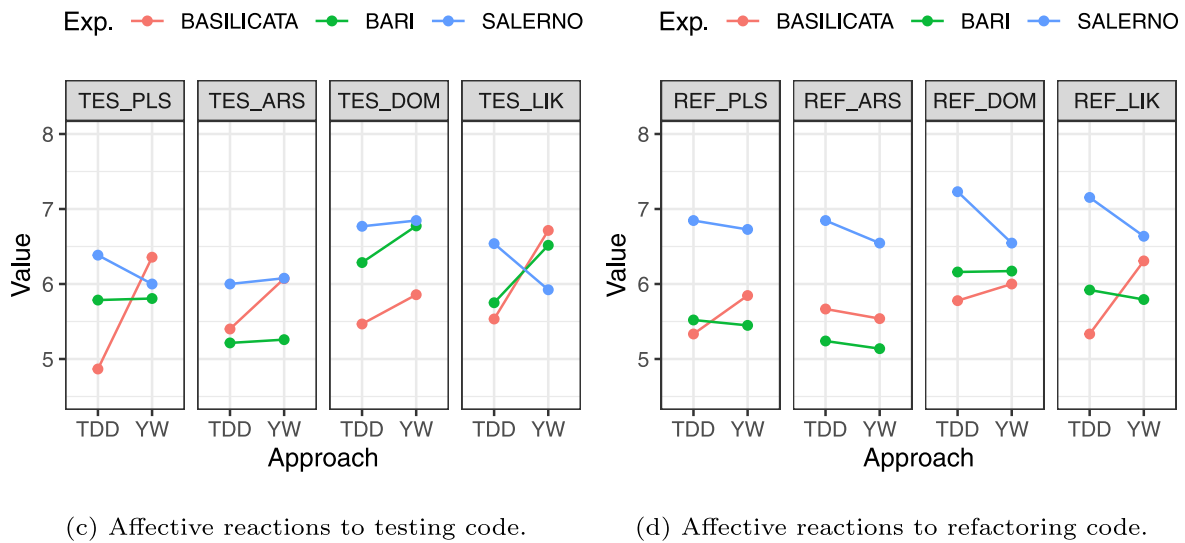 Exp. BASILICATA BARI SALERNO
TES_PLS TES_ARS TES_DOM TES_LIK
8
7
6
5
Value
TDD YW TDD YW TDD YW TDD YW
Approach
(c) Affective reactions to testing code.
Exp. BASILICATA BARI SALERNO
REF_PLS REF_ARS REF_DOM REF_LIK
8
7
6
5
Value
TDD YW TDD YW TDD YW TDD YW
Approach
(d) Affective reactions to refactoring code.